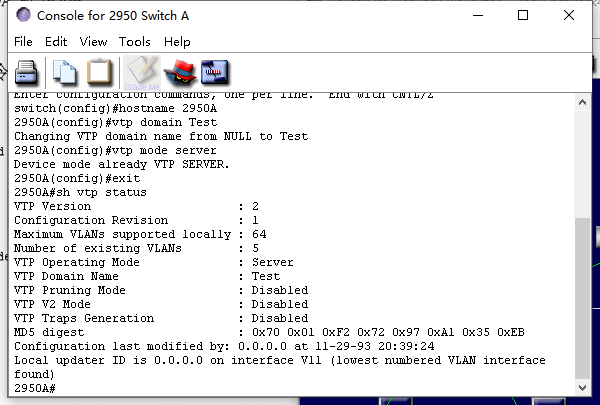 Console for 2950 Switch A
File Edit View Tools Help
Grade Me
Enter configuration commands, one per line. End with CNTL/Z
switch(config)#hostname 2950A
2950A(config)#vtp domain Test
Changing VTP domain name from NULL to Test
2950A(config)#vtp mode server
Device mode already VTP SERVER.
2950A(config)#exit
2950A#sh vtp status
VTP Version : 2
Configuration Revision : 1
Maximum VLANs supported locally : 64
Number of existing VLANs : 5
VTP Operating Mode : Server
VTP Domain Name : Test
VTP Pruning Mode : Disabled
VTP V2 Mode : Disabled
VTP Traps Generation : Disabled
MD5 digest : 0x70 0x01 0xF2 0x72 0x97 0xA1 0x35 0xEB
Configuration last modified by: 0.0.0.0 at 11-29-93 20:39:24
Local updater ID is 0.0.0.0 on interface Vl1 (lowest numbered VLAN interface
found)
2950A#